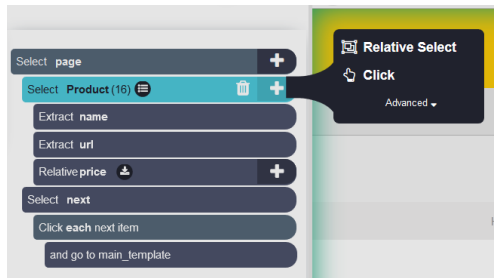 Select page
Select Product (16)
Extract name
Extract url
Relative price
Select next
Click each next item
and go to main_template
Relative Select
Click
Advanced